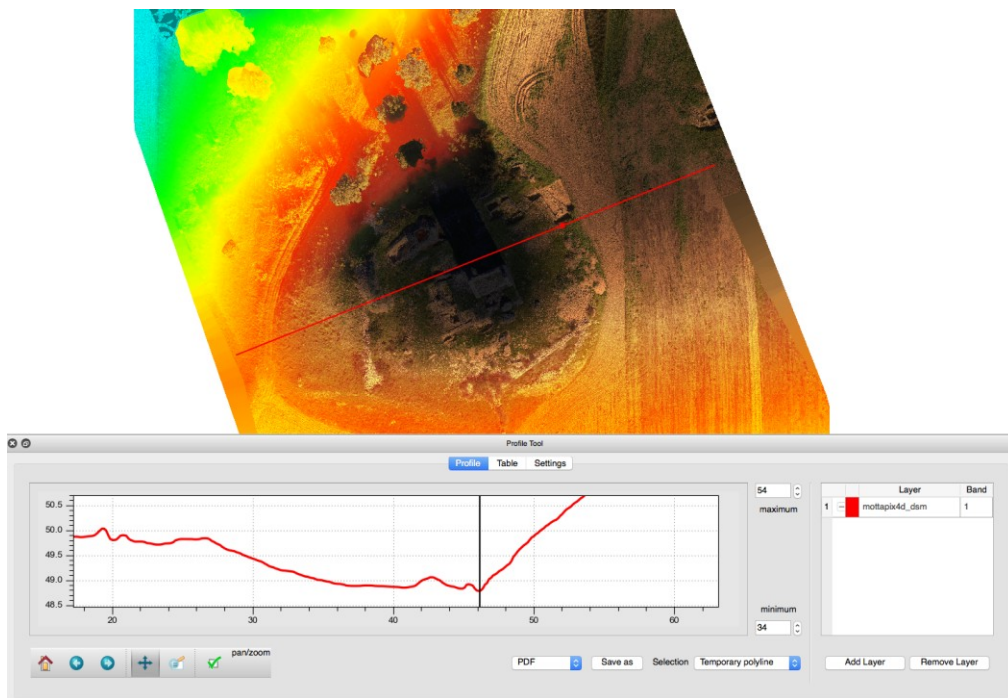 Profile Tool
Profile Table Settings
50.5
50.0
49.5
49.0
48.5
20 30 40 50 60
54
maximum
minimum
34
Layer Band
1 mottapix4d_dsm 1
pan/zoom
PDF Save as Selection Temporary polyline Add Layer Remove Layer